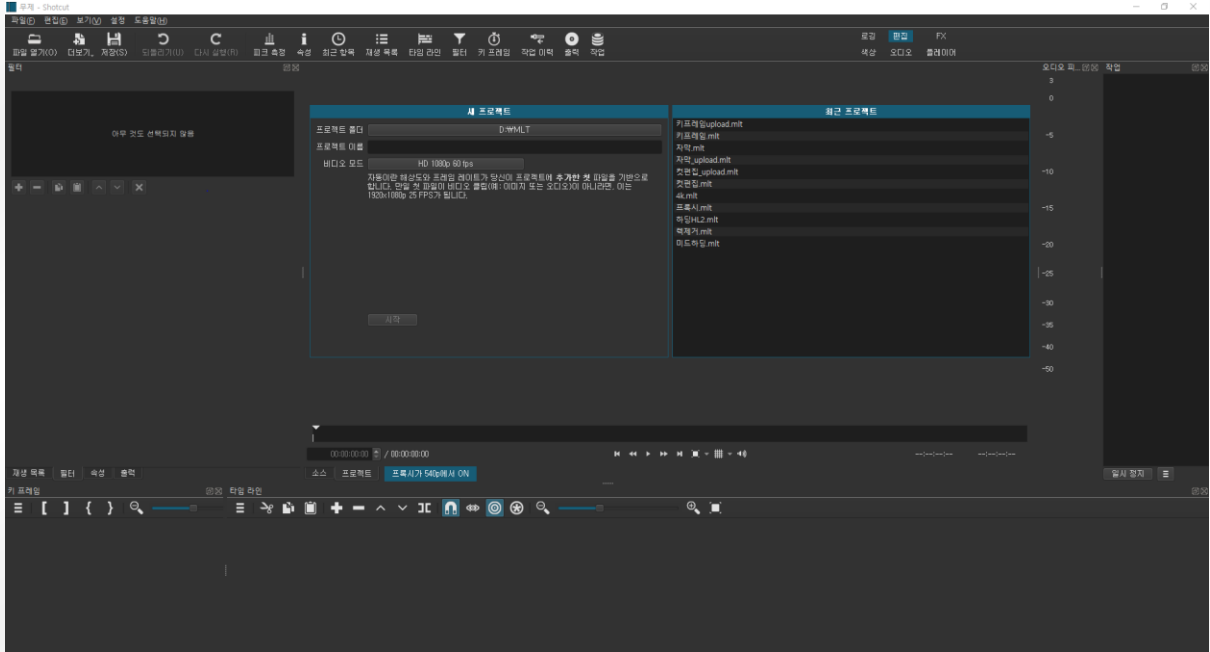 무제 - Shotcut
파일(F) 편집(E) 보기(V) 설정 도움말(H)
파일 열기(O) 더보기.. 저장(S) 되돌리기(U) 다시 실행(R) 피크 측정 속성 최근 항목 재생 목록 타임 라인 필터 키 프레임 작업 이력 출력 작업
로깅 편집 FX
색상 오디오 플레이어
필터
오디오 피...
작업
아무 것도 선택되지 않음
새 프로젝트
프로젝트 폴더 D:₩MLT
프로젝트 이름
비디오 모드 HD 1080p 60 fps
자동이란 해상도와 프레임 레이트가 당신이 프로젝트에 추가한 첫 파일을 기반으로
합니다. 만일 첫 파일이 비디오 클립(예: 이미지 또는 오디오)이 아니라면, 이는
1920x1080p 25 FPS가 됩니다.
시작
최근 프로젝트
키프레임upload.mlt
키프레임.mlt
자막.mlt
자막_upload.mlt
컷편집_upload.mlt
컷편집.mlt
4k.mlt
프록시.mlt
하딩HL2.mlt
랙제거.mlt
미드하딩.mlt
3
0
-5
-10
-15
-20
-25
-30
-35
-40
-50
00:00:00:00 / 00:00:00:00
--:--:--:-- --:--:--:--
재생 목록 필터 속성 출력
소스 프로젝트 프록시가 540p에서 ON
일시 정지
키 프레임
타임 라인